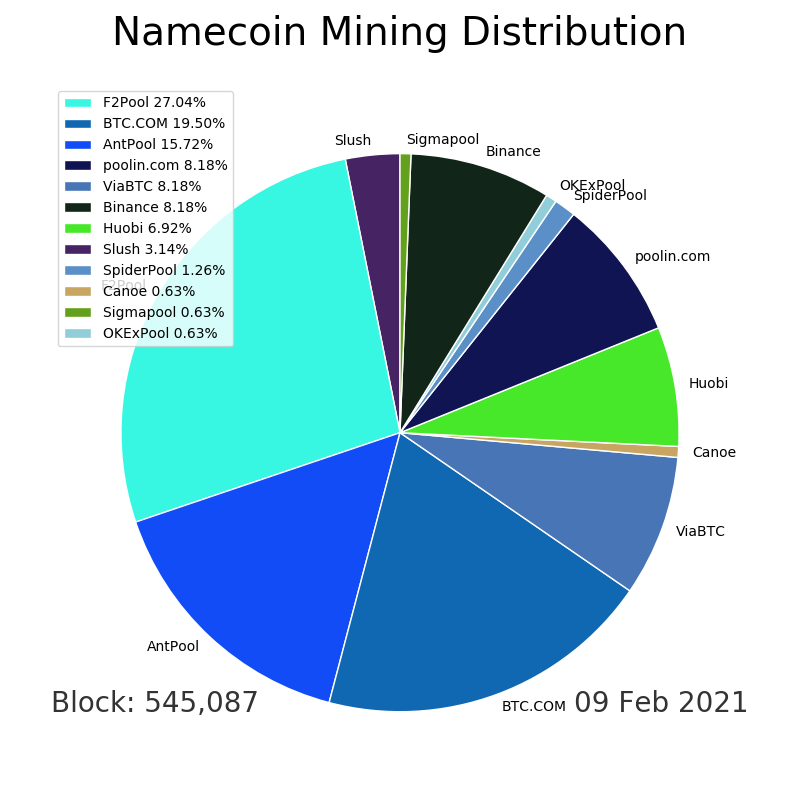 Namecoin Mining Distribution
F2Pool 27.04%
BTC.COM 19.50%
AntPool 15.72%
poolin.com 8.18%
ViaBTC 8.18%
Binance 8.18%
Huobi 6.92%
Slush 3.14%
SpiderPool 1.26%
Canoe 0.63%
Sigmapool 0.63%
OKExPool 0.63%
Slush
Sigmapool
Binance
OKExPool
SpiderPool
poolin.com
F2Pool
Huobi
Canoe
ViaBTC
AntPool
BTC.COM
Block: 545,087
09 Feb 2021